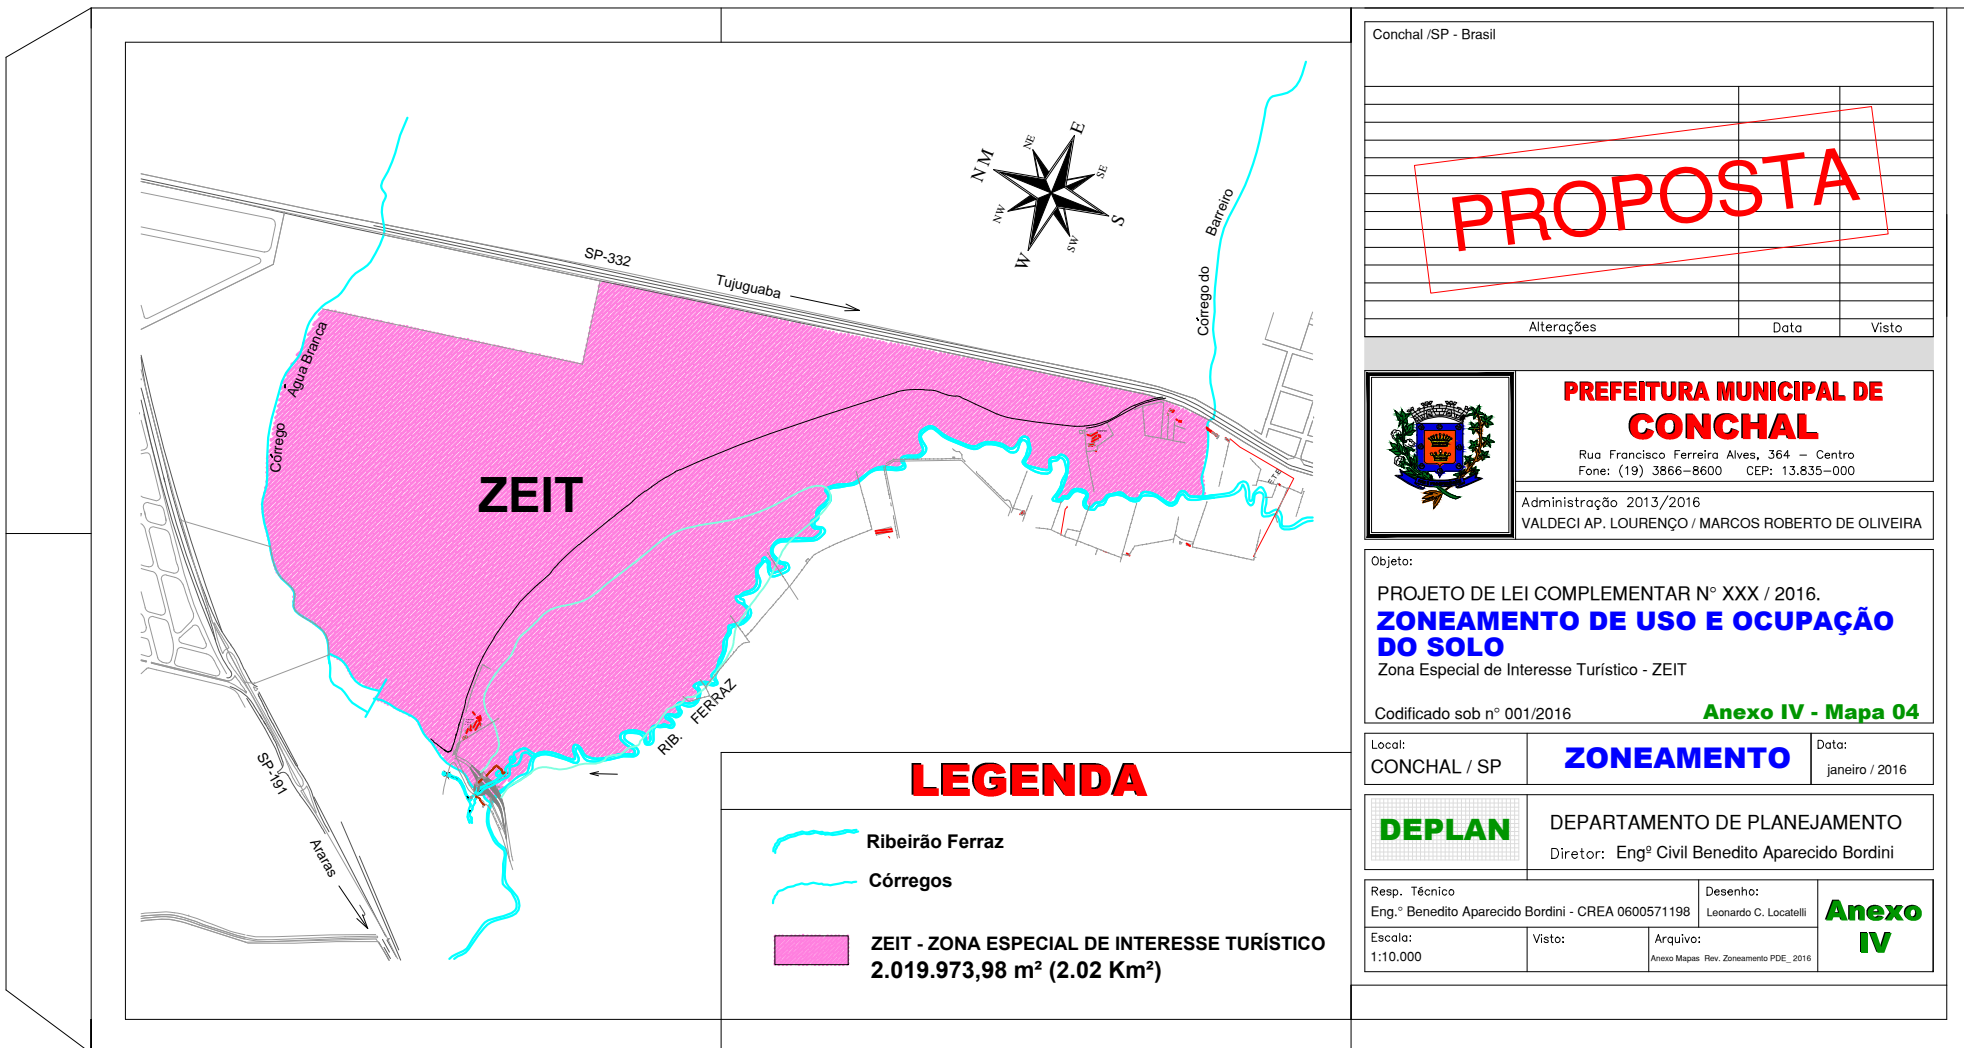 Conchal /SP - Brasil
PROPOSTA
Alterações Data Visto
PREFEITURA MUNICIPAL DE
CONCHAL
Rua Francisco Ferreira Alves, 364 - Centro
Fone: (19) 3866-8600 CEP: 13.835-000
Administração 2013/2016
VALDECI AP. LOURENÇO / MARCOS ROBERTO DE OLIVEIRA
Objeto:
PROJETO DE LEI COMPLEMENTAR N° XXX / 2016.
ZONEAMENTO DE USO E OCUPAÇÃO
DO SOLO
Zona Especial de Interesse Turístico - ZEIT
Codificado sob n° 001/2016
Anexo IV - Mapa 04
Local:
CONCHAL / SP
ZONEAMENTO
Data:
janeiro / 2016
DEPLAN
DEPARTAMENTO DE PLANEJAMENTO
Diretor: Engº Civil Benedito Aparecido Bordini
Resp. Técnico
Eng.° Benedito Aparecido Bordini - CREA 0600571198
Desenho:
Leonardo C. Locatelli
Anexo
IV
Escala:
1:10.000
Visto:
Arquivo:
Anexo Mapas Rev. Zoneamento PDE_ 2016
NM
NE
E
SE
S
SW
W
NW
SP-332
Tujuguaba
Córrego do Barreiro
Córrego Água Branca
ZEIT
ETE
RIB. FERRAZ
SP-191
Araras
LEGENDA
Ribeirão Ferraz
Córregos
ZEIT - ZONA ESPECIAL DE INTERESSE TURÍSTICO
2.019.973,98 m² (2.02 Km²)